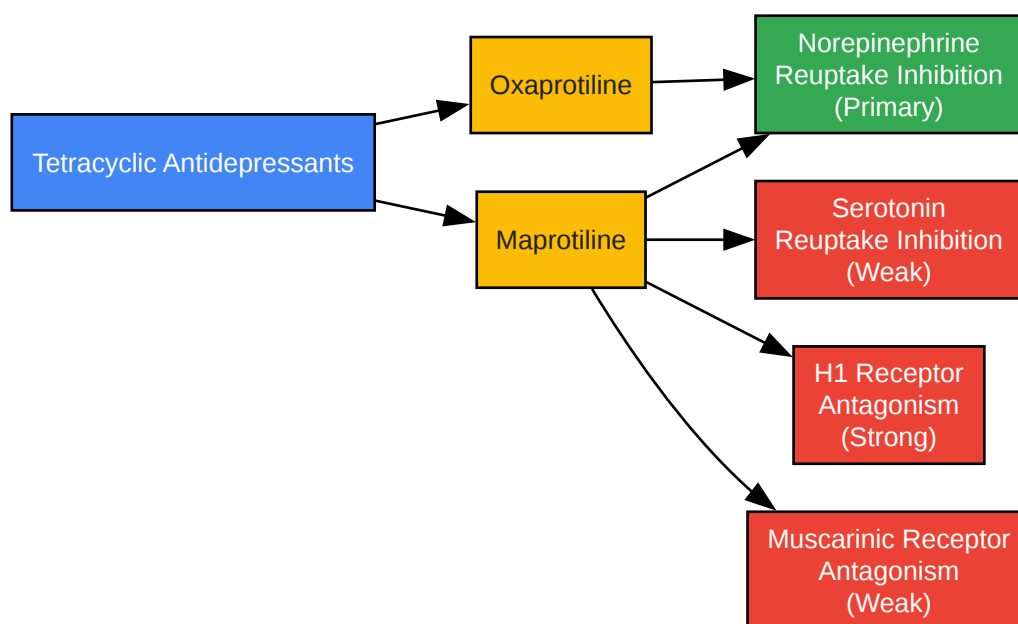 Tetracyclic Antidepressants
Oxaprotiline
Maprotiline
Norepinephrine
Reuptake Inhibition
(Primary)
Serotonin
Reuptake Inhibition
(Weak)
H1 Receptor
Antagonism
(Strong)
Muscarinic Receptor
Antagonism
(Weak)